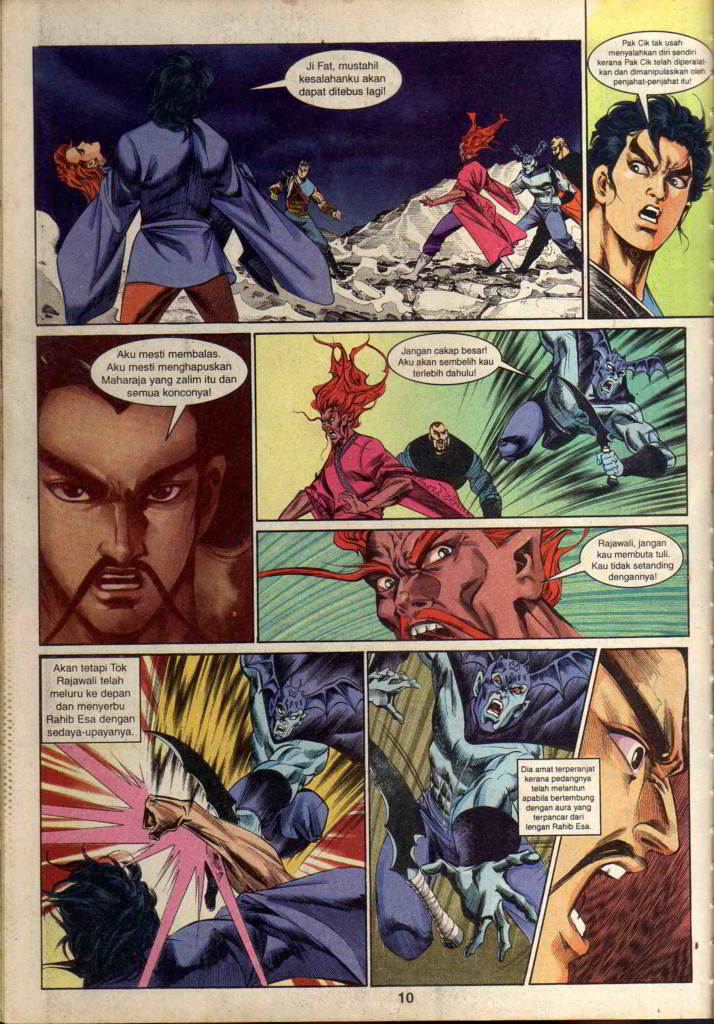 Ji Fat, mustahil
kesalahanku akan
dapat ditebus lagi!
Pak Cik tak usah
menyalahkan diri sendiri
kerana Pak Cik telah diperalat-
kan dan dimanipulasikan oleh
penjahat-penjahat itu!
Aku mesti membalas.
Aku mesti menghapuskan
Maharaja yang zalim itu dan
semua konconya!
Jangan cakap besar!
Aku akan sembelih kau
terlebih dahulu!
Rajawali, jangan
kau membuta tuli.
Kau tidak setanding
dengannya!
Akan tetapi Tok
Rajawali telah
meluru ke depan
dan menyerbu
Rahib Esa dengan
sedaya-upayanya.
Dia amat terperanjat
kerana pedangnya
telah melantun
apabila bertembung
dengan aura yang
terpancar dari
lengan Rahib Esa.
10